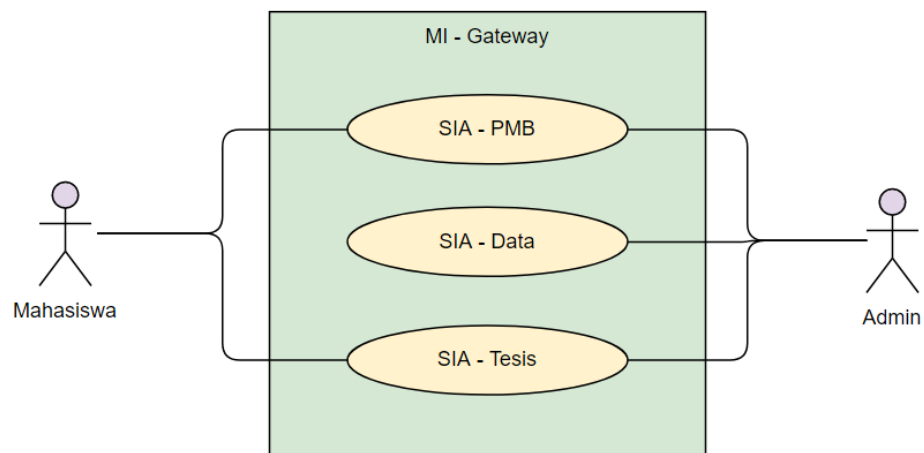 MI - Gateway
SIA - PMB
SIA - Data
SIA - Tesis
Mahasiswa
Admin